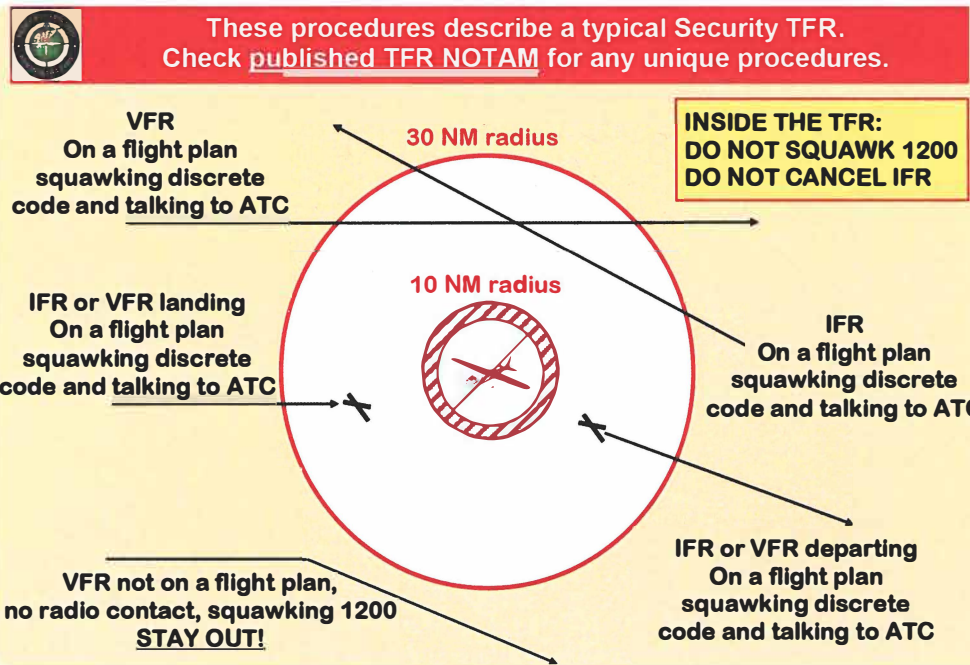 These procedures describe a typical Security TFR.
Check published TFR NOTAM for any unique procedures.
VFR
On a flight plan
squawking discrete
code and talking to ATC
30 NM radius
INSIDE THE TFR:
DO NOT SQUAWK 1200
DO NOT CANCEL IFR
IFR or VFR landing
On a flight plan
squawking discrete
code and talking to ATC
10 NM radius
IFR
On a flight plan
squawking discrete
code and talking to ATC
VFR not on a flight plan,
no radio contact, squawking 1200
STAY OUT!
IFR or VFR departing
On a flight plan
squawking discrete
code and talking to ATC